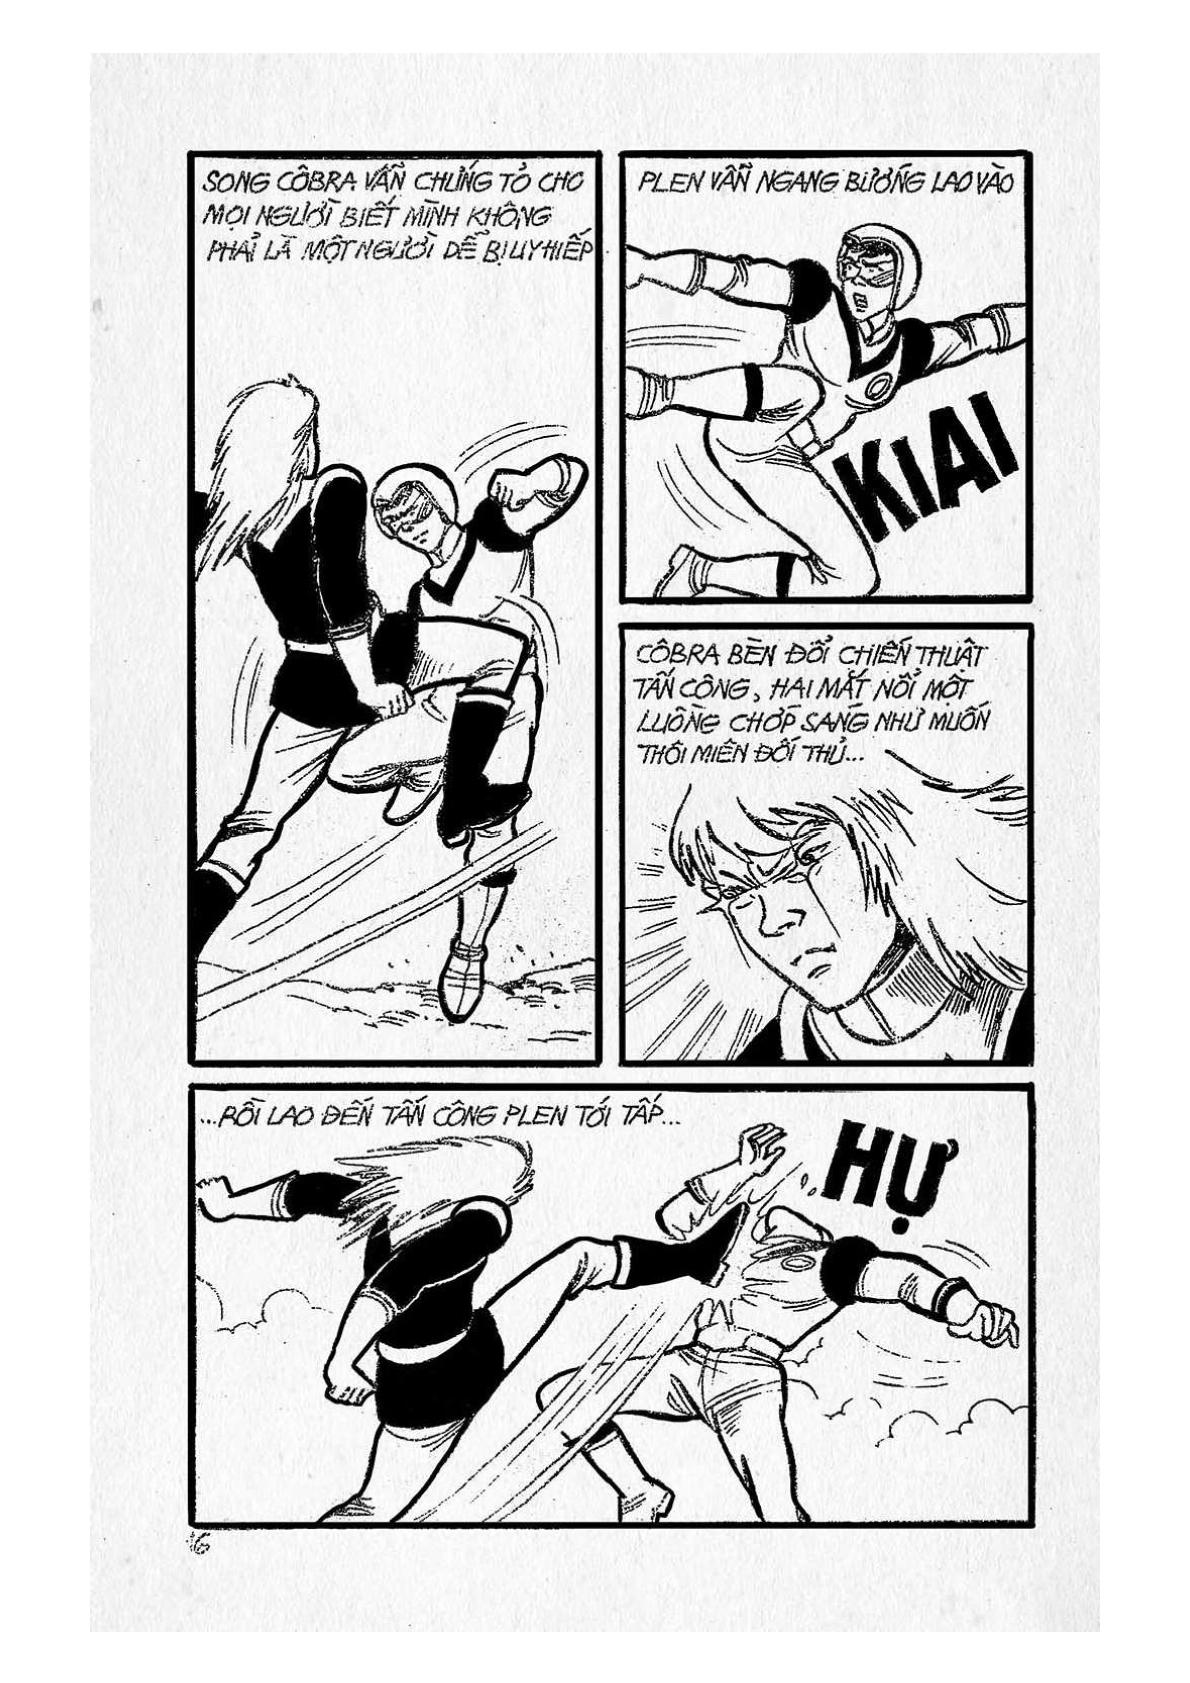 SONG CÔBRA VẪN CHỨNG TỎ CHO
MỌI NGƯỜI BIẾT MÌNH KHÔNG
PHẢI LÀ MỘT NGƯỜI DỄ BỊ UY HIẾP
PLEN VẪN NGANG BƯỚNG LAO VÀO
KIAI
CÔBRA BÈN ĐỔI CHIẾN THUẬT
TẤN CÔNG, HAI MẮT NỔI MỘT
LUỒNG CHỚP SÁNG NHƯ MUỐN
THÔI MIÊN ĐỐI THỦ...
...RỒI LAO ĐẾN TẤN CÔNG PLEN TỚI TẤP...
HỰ